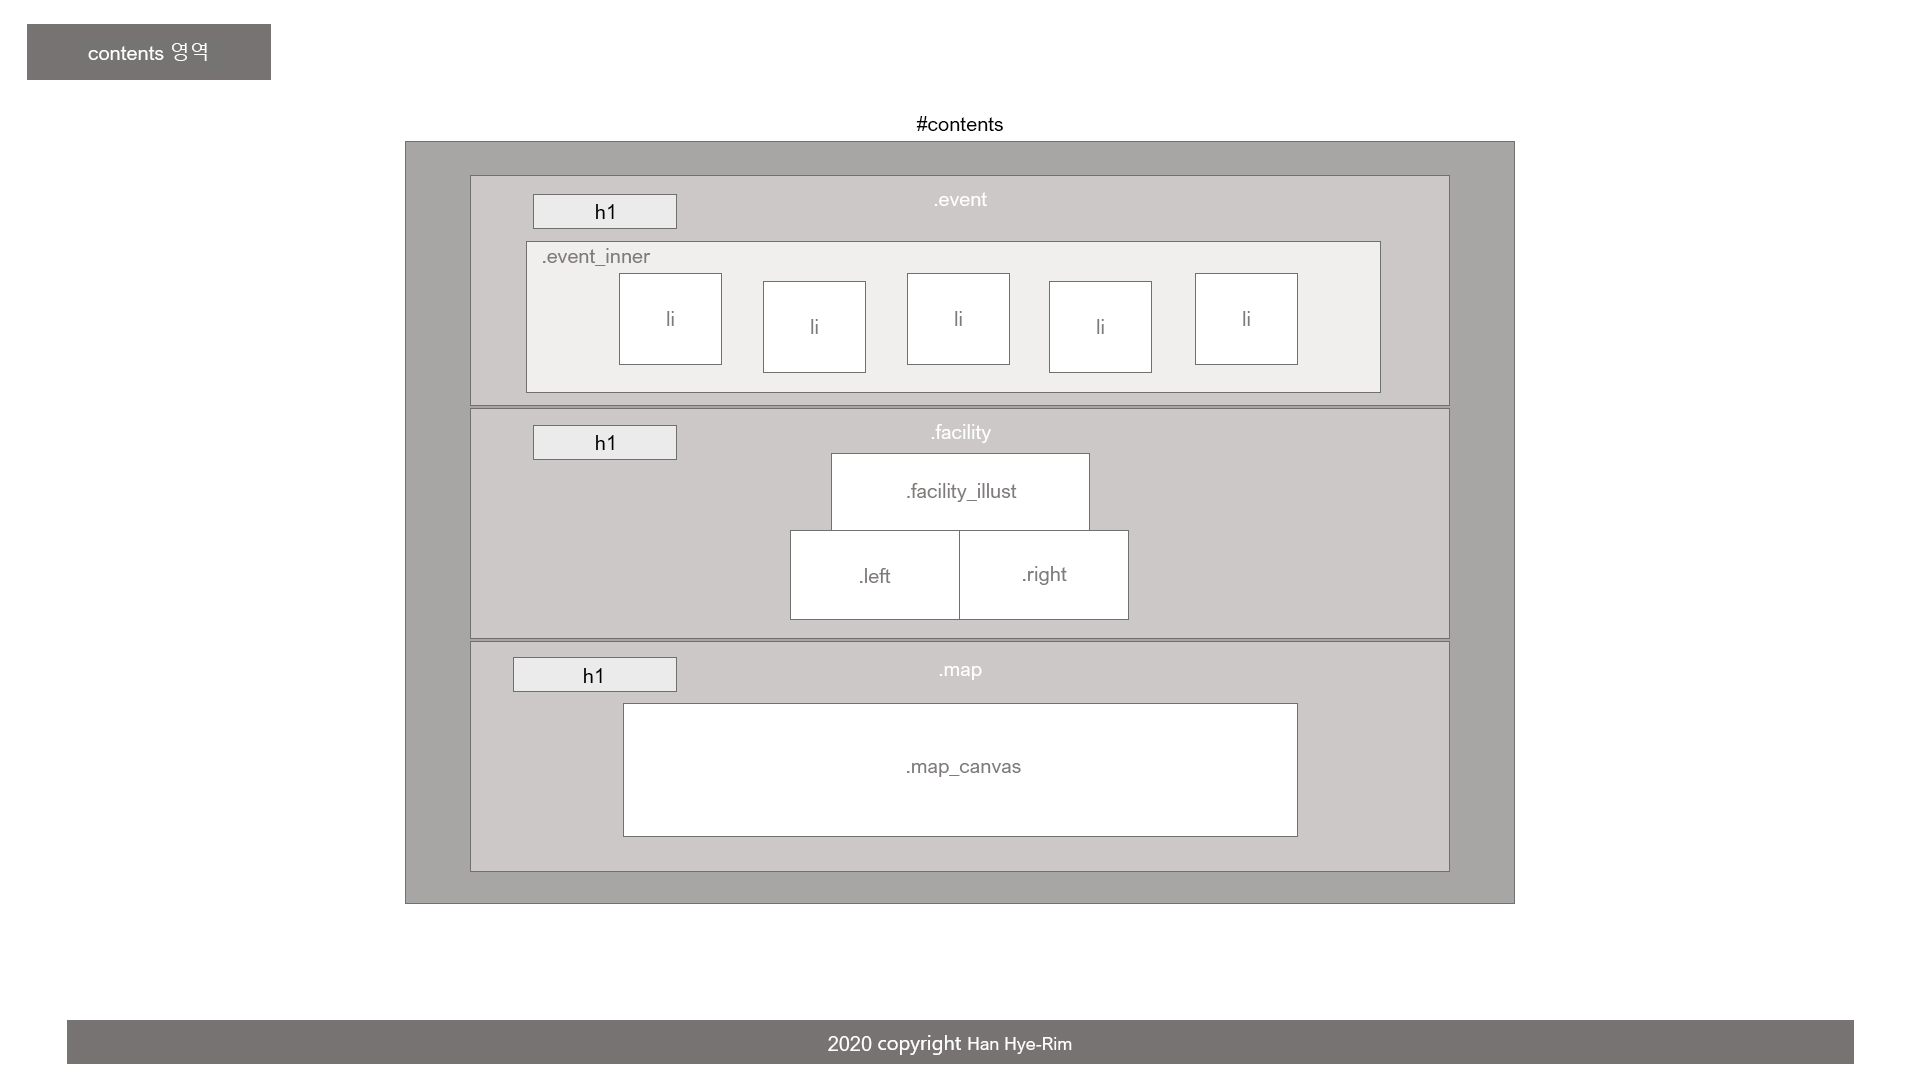 contents 영역
#contents
.event
h1
.event_inner
li
li
li
li
li
.facility
h1
.facility_illust
.left
.right
.map
h1
.map_canvas
2020 copyright Han Hye-Rim